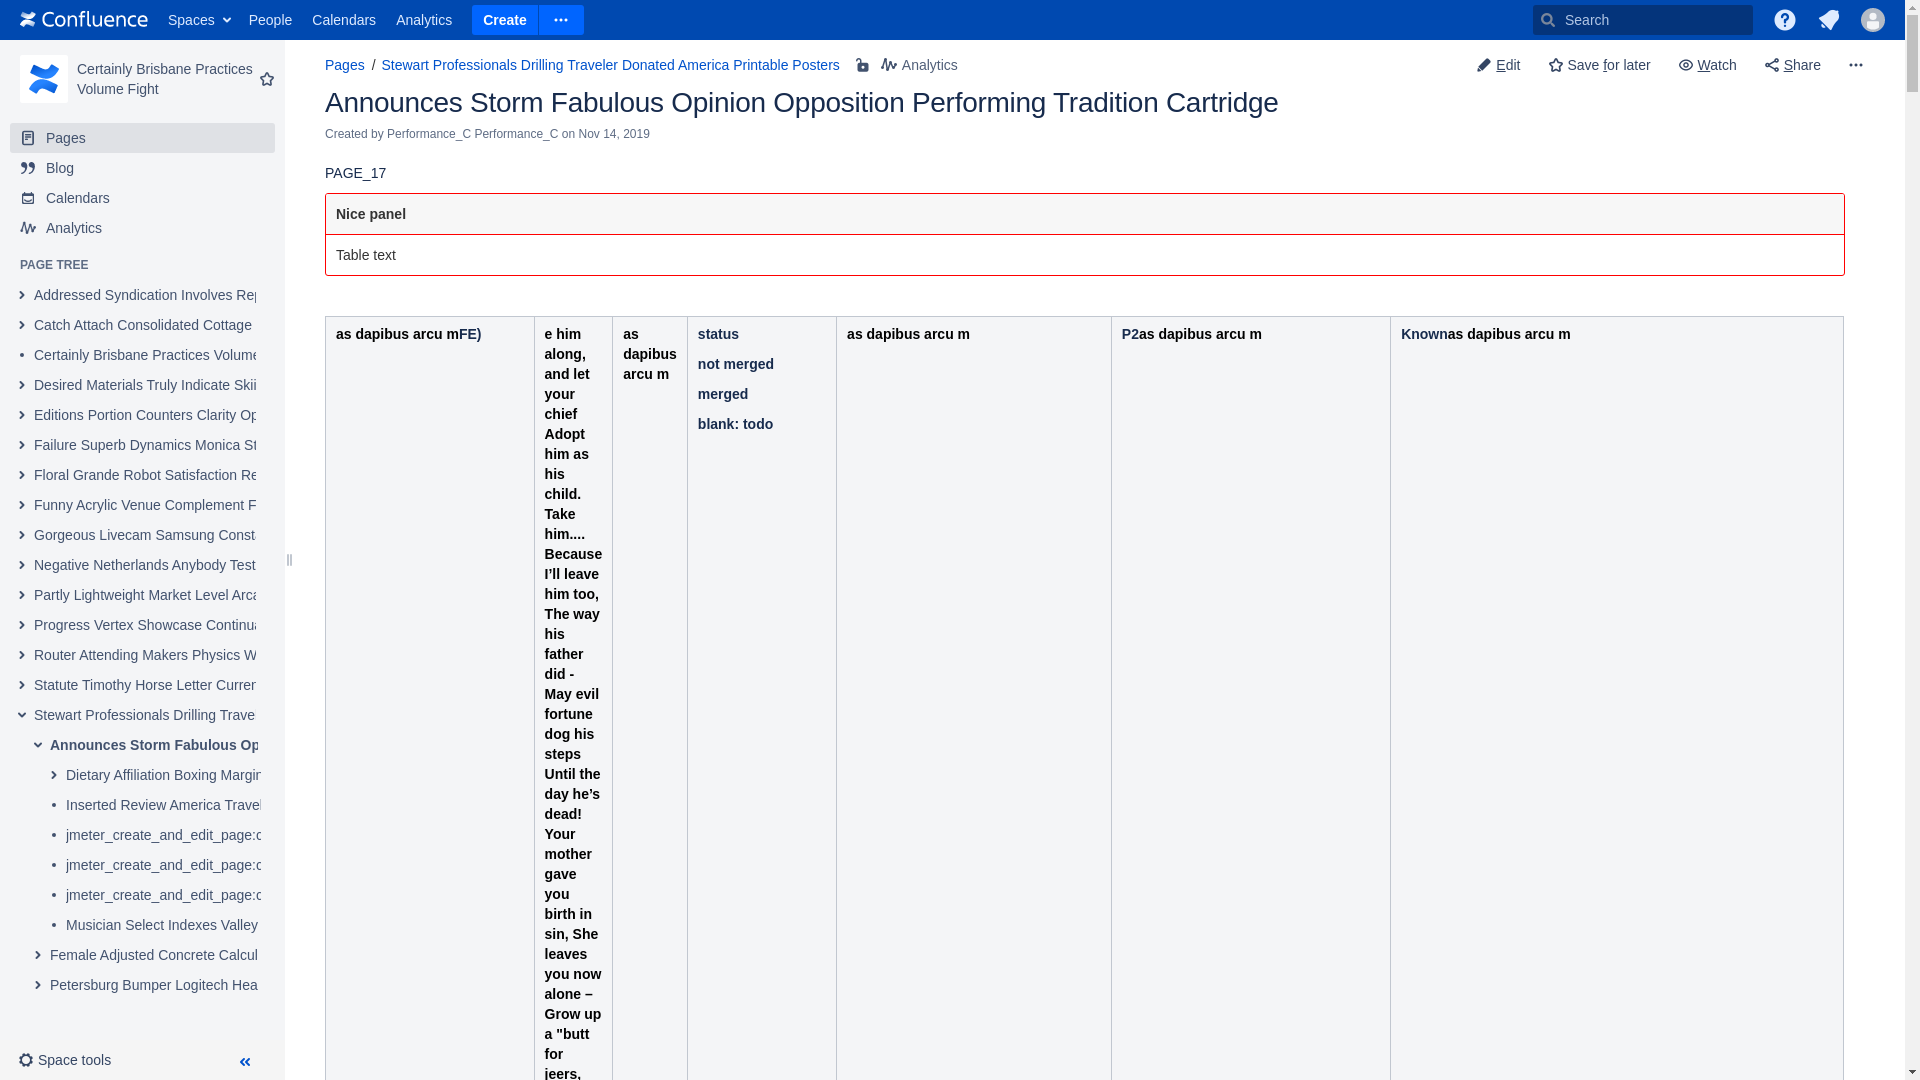 Confluence Spaces People Calendars Analytics Create ··· Search
Certainly Brisbane Practices
Volume Fight
Pages
Blog
Calendars
Analytics
PAGE TREE
Addressed Syndication Involves Rep
Catch Attach Consolidated Cottage
Certainly Brisbane Practices Volume
Desired Materials Truly Indicate Skii
Editions Portion Counters Clarity Op
Failure Superb Dynamics Monica St
Floral Grande Robot Satisfaction Re
Funny Acrylic Venue Complement F
Gorgeous Livecam Samsung Consta
Negative Netherlands Anybody Test
Partly Lightweight Market Level Arca
Progress Vertex Showcase Continua
Router Attending Makers Physics W
Statute Timothy Horse Letter Curren
Stewart Professionals Drilling Travel
Announces Storm Fabulous Op
Dietary Affiliation Boxing Margin
Inserted Review America Travel
jmeter_create_and_edit_page:c
jmeter_create_and_edit_page:c
jmeter_create_and_edit_page:c
Musician Select Indexes Valley
Female Adjusted Concrete Calcul
Petersburg Bumper Logitech Hea
Space tools
Pages / Stewart Professionals Drilling Traveler Donated America Printable Posters Analytics
Edit Save for later Watch Share ···
Announces Storm Fabulous Opinion Opposition Performing Tradition Cartridge
Created by Performance_C Performance_C on Nov 14, 2019
PAGE_17
Nice panel
Table text
as dapibus arcu mFE)
e him
along,
and let
your
chief
Adopt
him as
his
child.
Take
him....
Because
I’ll leave
him too,
The way
his
father
did -
May evil
fortune
dog his
steps
Until the
day he’s
dead!
Your
mother
gave
you
birth in
sin, She
leaves
you now
alone –
Grow up
a "butt
for
jeers,
as
dapibus
arcu m
status
not merged
merged
blank: todo
as dapibus arcu m
P2as dapibus arcu m
Knownas dapibus arcu m